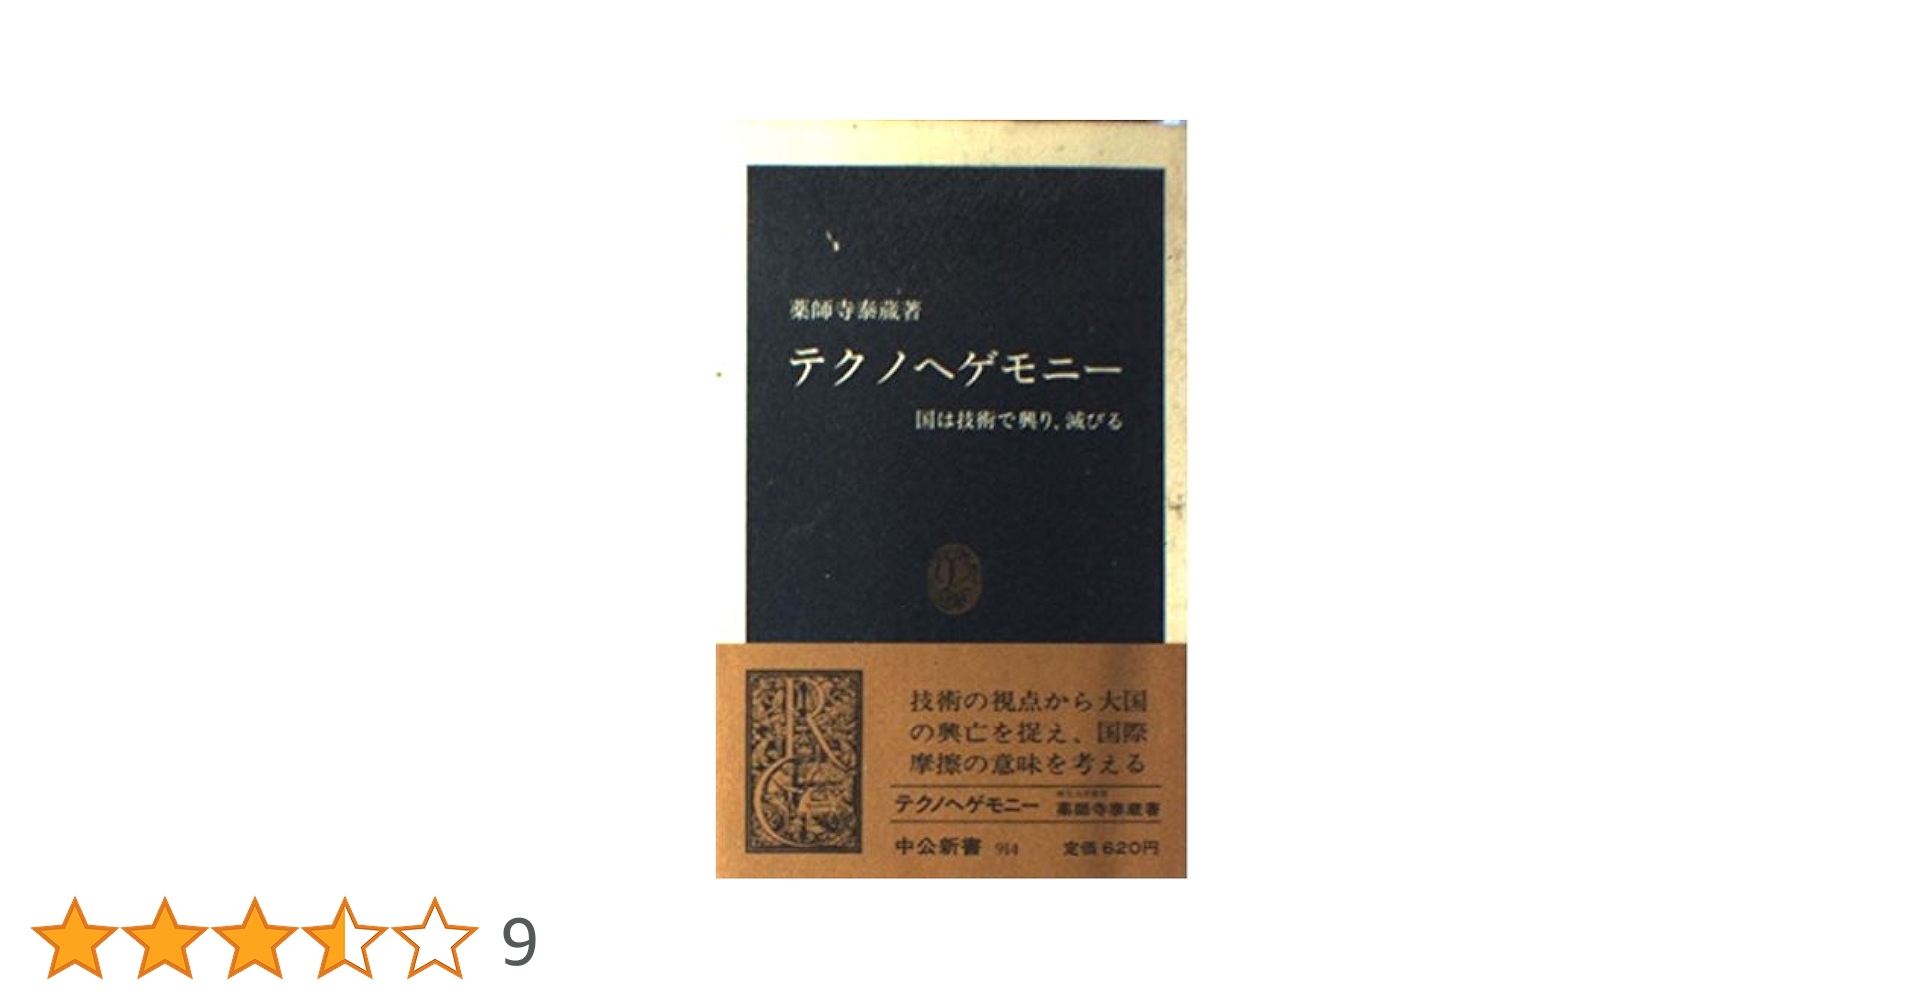 薬師寺泰蔵著
テクノヘゲモニー
国は技術で興り、滅びる
技術の視点から大国
の興亡を捉え、国際
摩擦の意味を考える
テクノヘゲモニー 薬師寺泰蔵著
中公新書 914 定価620円
9